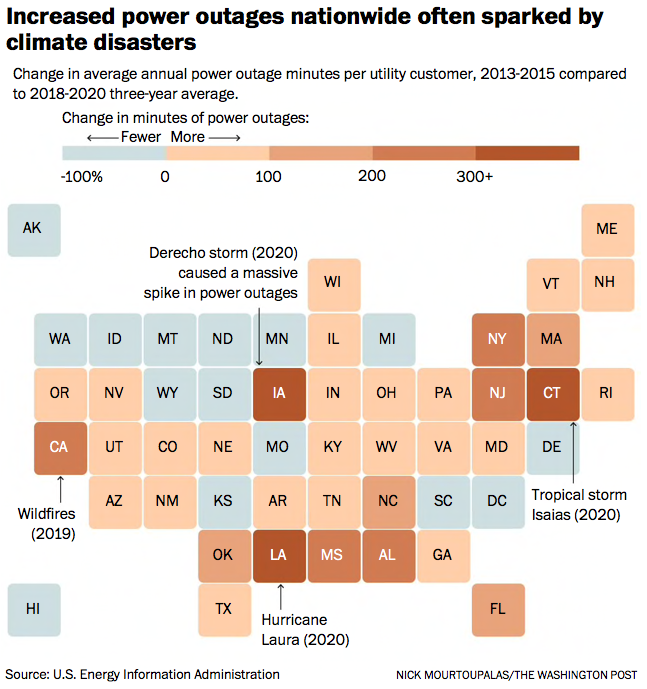 Increased power outages nationwide often sparked by
climate disasters
Change in average annual power outage minutes per utility customer, 2013-2015 compared
to 2018-2020 three-year average.
Change in minutes of power outages:
Fewer More
-100% 0 100 200 300+
AK ME
Derecho storm (2020)
caused a massive
spike in power outages
WI VT NH
WA ID MT ND MN IL MI NY MA
OR NV WY SD IA IN OH PA NJ CT RI
CA UT CO NE MO KY WV VA MD DE
AZ NM KS AR TN NC SC DC
Wildfires
(2019)
Tropical storm
Isaias (2020)
OK LA MS AL GA
HI TX FL
Hurricane
Laura (2020)
Source: U.S. Energy Information Administration
NICK MOURTOUPALAS/THE WASHINGTON POST